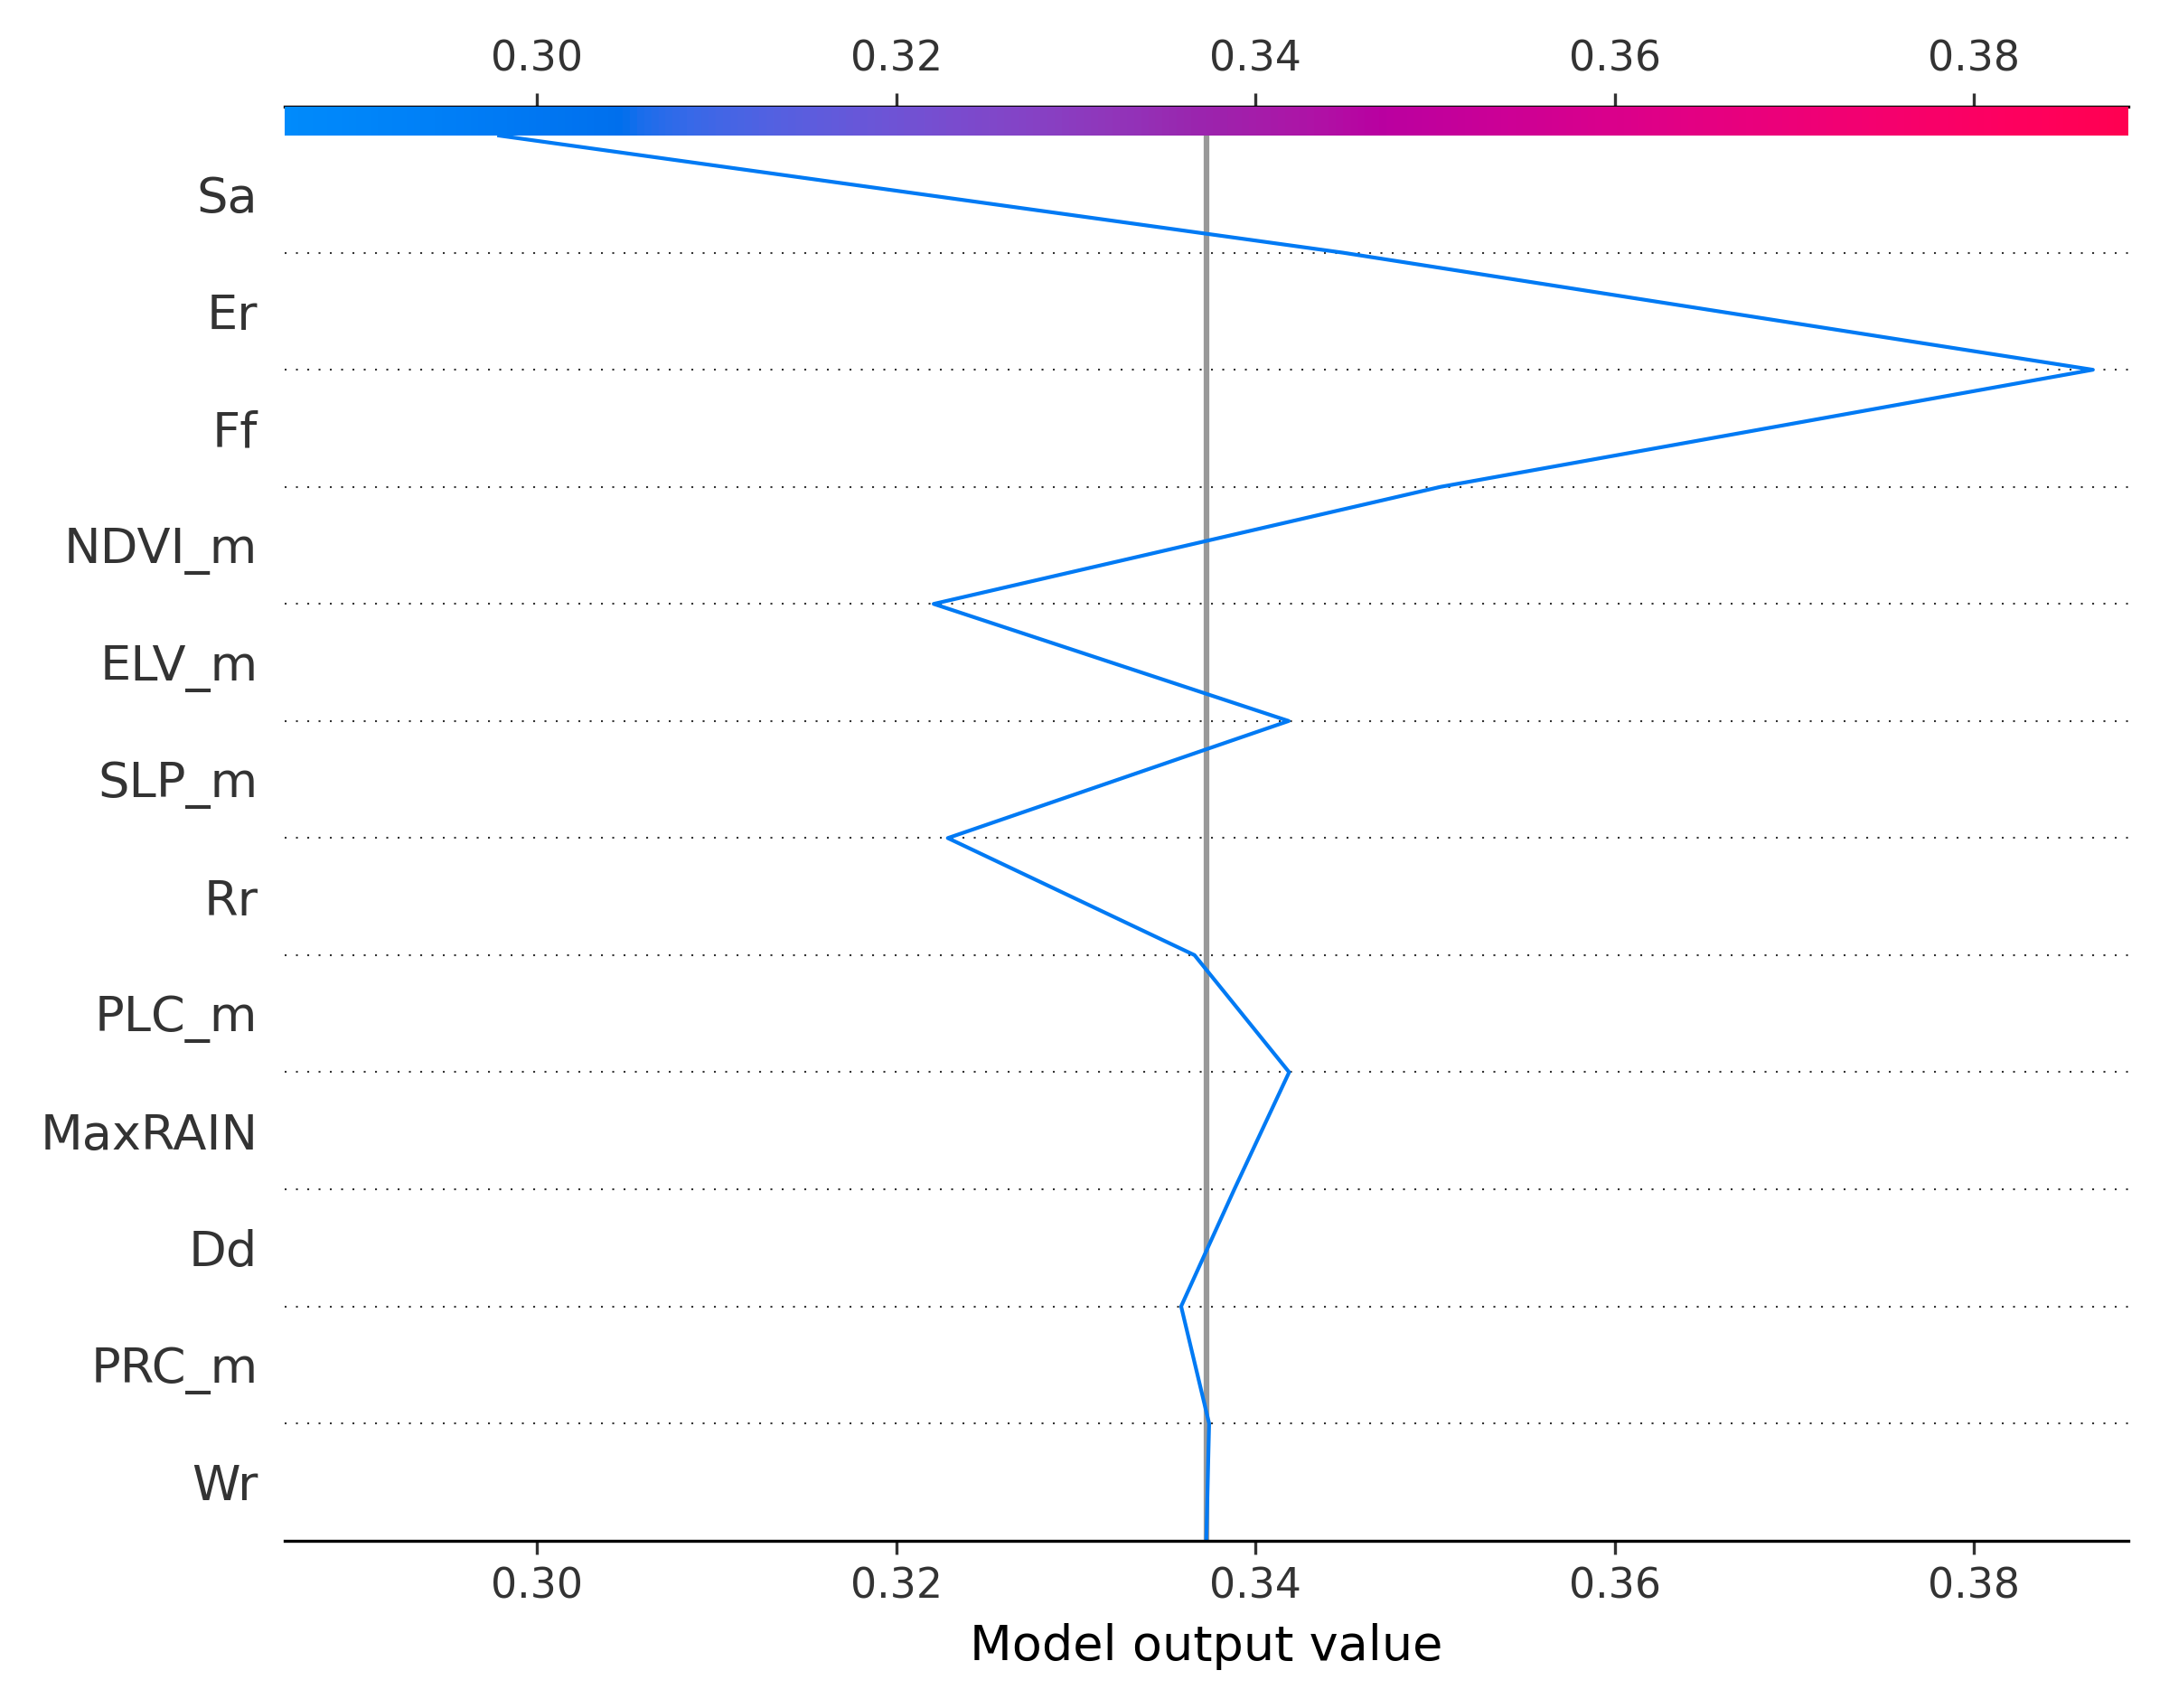 0.30 0.32 0.34 0.36 0.38
Sa
Er
Ff
NDVI_m
ELV_m
SLP_m
Rr
PLC_m
MaxRAIN
Dd
PRC_m
Wr
0.30 0.32 0.34 0.36 0.38
Model output value